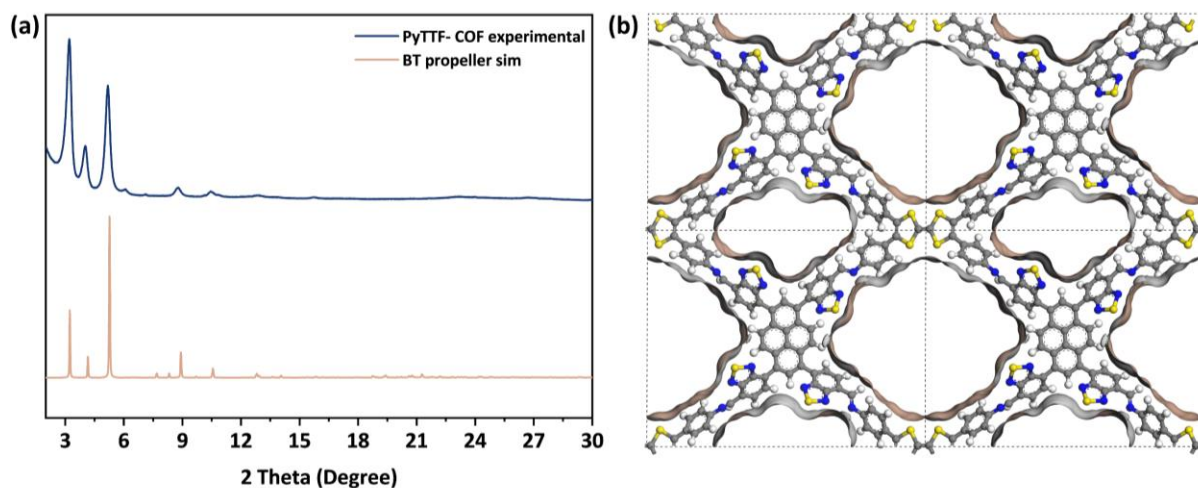 (a)
PyTTF- COF experimental
BT propeller sim
3 6 9 12 15 18 21 24 27 30
2 Theta (Degree)
(b)